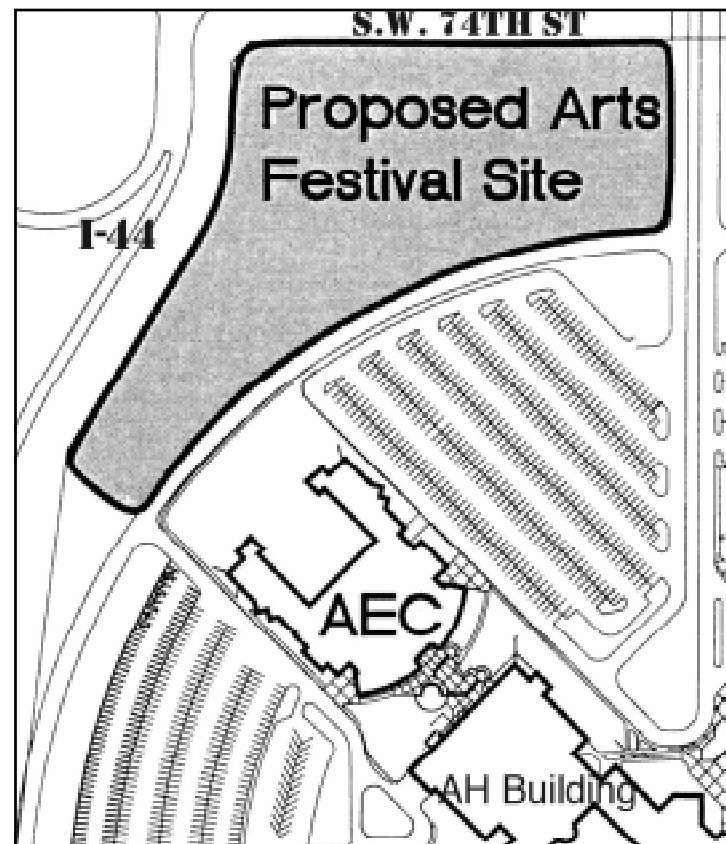 S.W. 74TH ST
Proposed Arts
Festival Site
I-44
AEC
AH Building